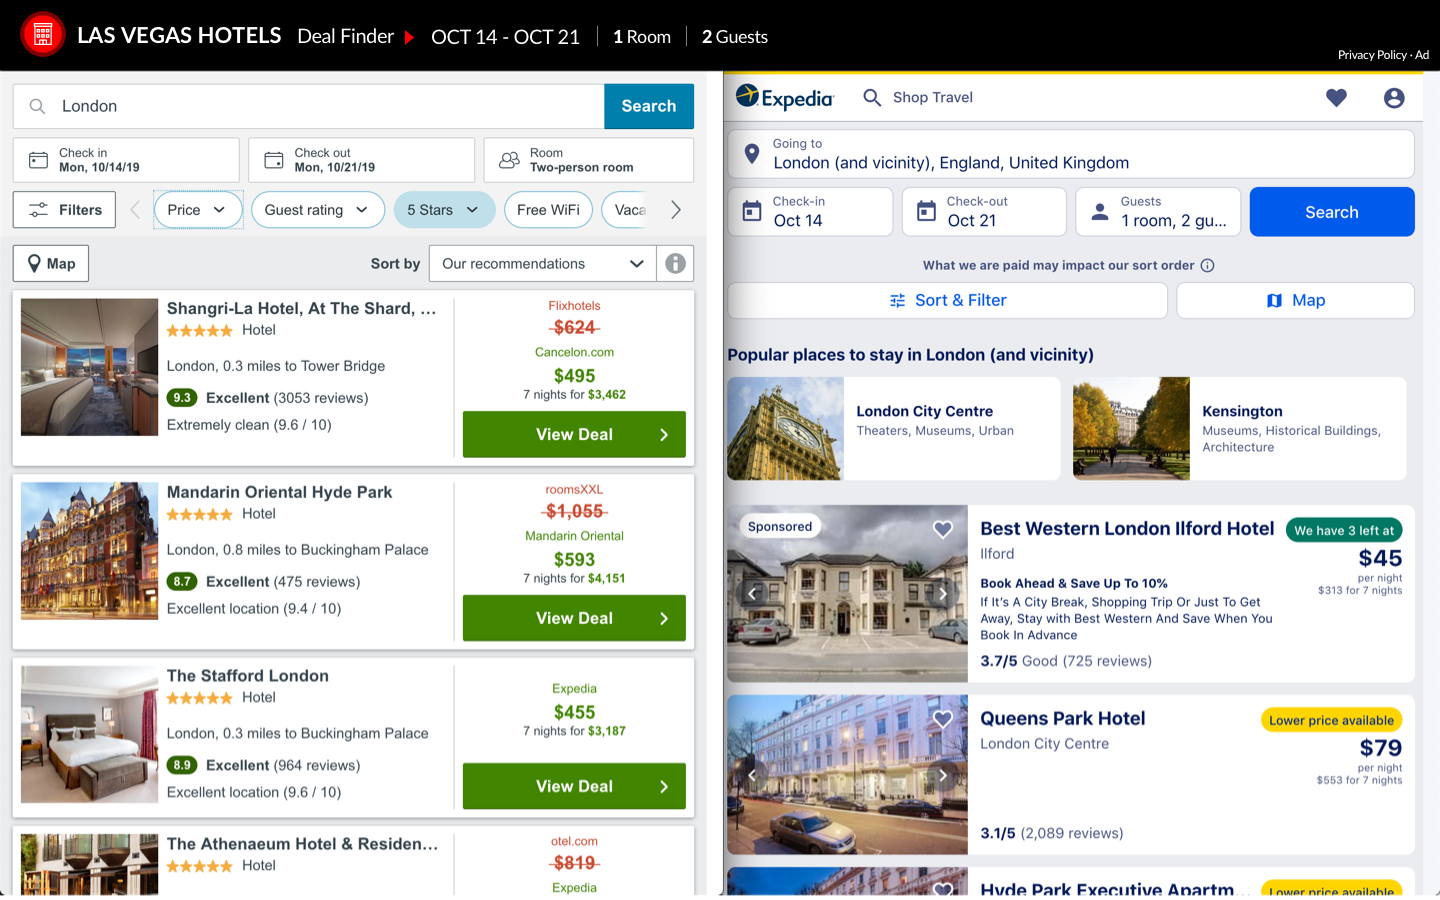 LAS VEGAS HOTELS Deal Finder OCT 14 - OCT 21 1 Room 2 Guests
Privacy Policy · Ad
London
Search
Check in
Mon, 10/14/19
Check out
Mon, 10/21/19
Room
Two-person room
Filters
Price
Guest rating
5 Stars
Free WiFi
Vaca
Map
Sort by
Our recommendations
Shangri-La Hotel, At The Shard, ...
Hotel
London, 0.3 miles to Tower Bridge
9.3 Excellent (3053 reviews)
Extremely clean (9.6 / 10)
Flixhotels
$624
Cancelon.com
$495
7 nights for $3,462
View Deal
Mandarin Oriental Hyde Park
Hotel
London, 0.8 miles to Buckingham Palace
8.7 Excellent (475 reviews)
Excellent location (9.4 / 10)
roomsXXL
$1,055
Mandarin Oriental
$593
7 nights for $4,151
View Deal
The Stafford London
Hotel
London, 0.3 miles to Buckingham Palace
8.9 Excellent (964 reviews)
Excellent location (9.6 / 10)
Expedia
$455
7 nights for $3,187
View Deal
The Athenaeum Hotel & Residen...
Hotel
otel.com
$819
Expedia
Expedia
Shop Travel
Going to
London (and vicinity), England, United Kingdom
Check-in
Oct 14
Check-out
Oct 21
Guests
1 room, 2 gu...
Search
What we are paid may impact our sort order
Sort & Filter
Map
Popular places to stay in London (and vicinity)
London City Centre
Theaters, Museums, Urban
Kensington
Museums, Historical Buildings,
Architecture
Sponsored
Best Western London Ilford Hotel
Ilford
Book Ahead & Save Up To 10%
If It's A City Break, Shopping Trip Or Just To Get
Away, Stay with Best Western And Save When You
Book In Advance
3.7/5 Good (725 reviews)
We have 3 left at
$45
per night
$313 for 7 nights
Queens Park Hotel
London City Centre
3.1/5 (2,089 reviews)
Lower price available
$79
per night
$553 for 7 nights
Hyde Park Executive Apartm...
Lower price available